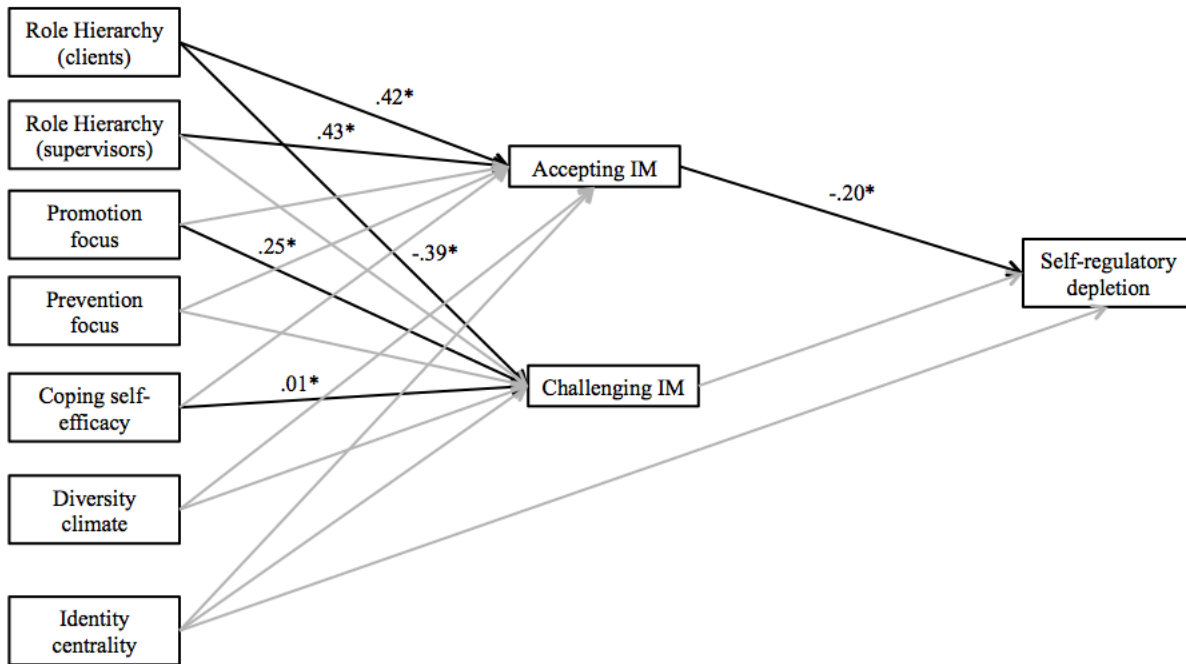 Role Hierarchy
(clients)
.42*
Role Hierarchy
(supervisors)
.43*
Accepting IM
Promotion
focus
-.20*
.25*
-.39*
Self-regulatory
depletion
Prevention
focus
Coping self-
efficacy
.01*
Challenging IM
Diversity
climate
Identity
centrality